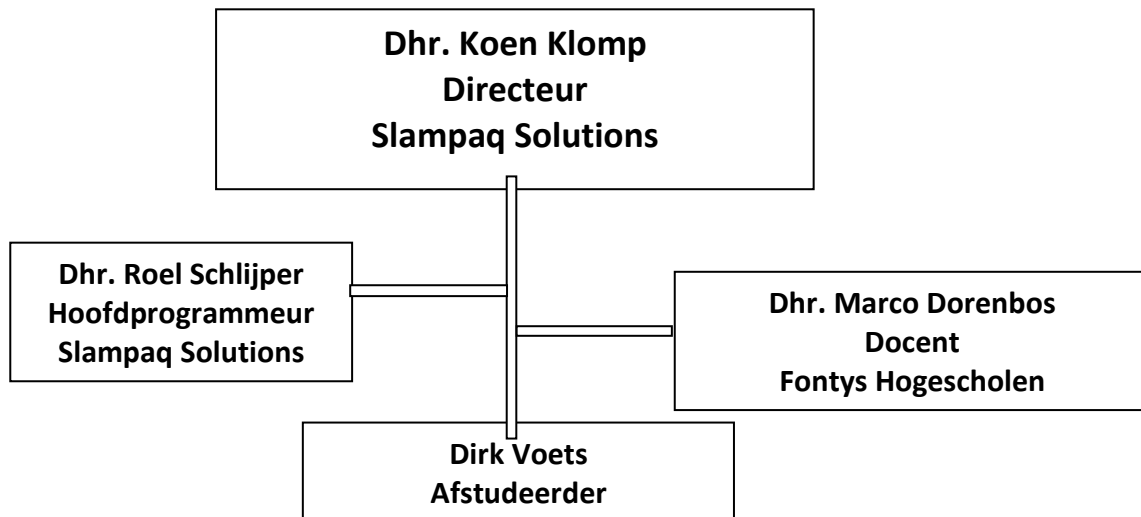 Dhr. Koen Klomp
Directeur
Slampaq Solutions
Dhr. Roel Schlijper
Hoofdprogrammeur
Slampaq Solutions
Dhr. Marco Dorenbos
Docent
Fontys Hogescholen
Dirk Voets
Afstudeerder